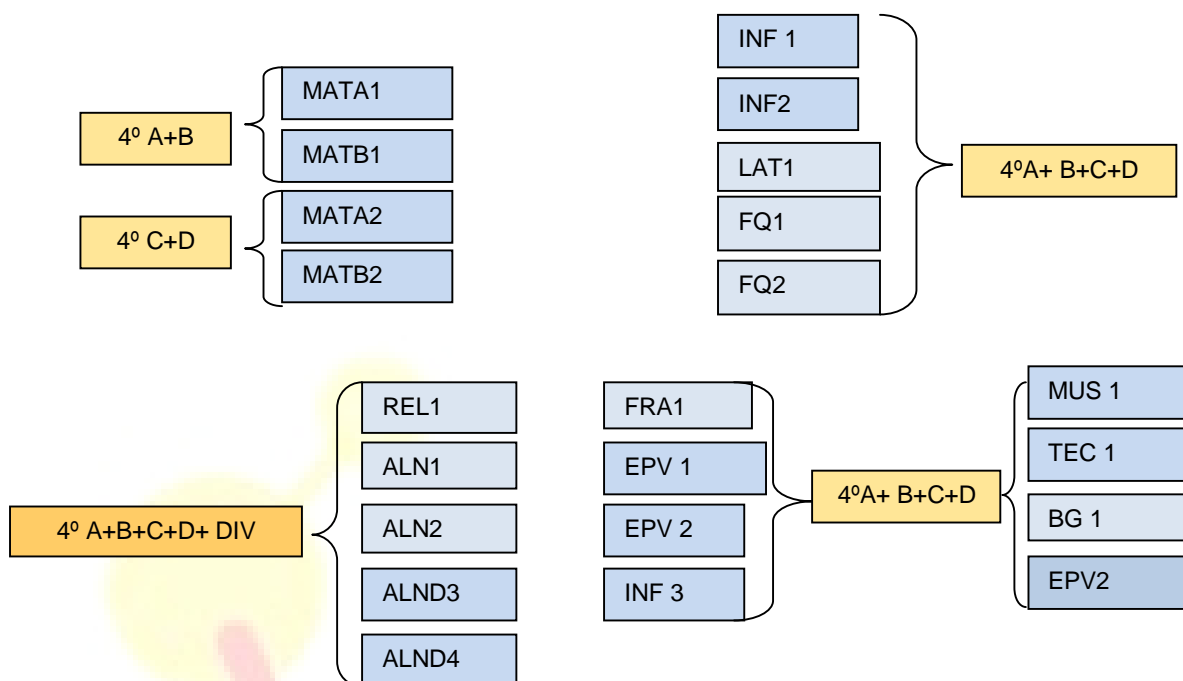 4º A+B
MATA1
MATB1
4º C+D
MATA2
MATB2
INF 1
INF2
LAT1
FQ1
FQ2
4ºA+ B+C+D
4º A+B+C+D+ DIV
REL1
ALN1
ALN2
ALND3
ALND4
FRA1
EPV 1
EPV 2
INF 3
4ºA+ B+C+D
MUS 1
TEC 1
BG 1
EPV2